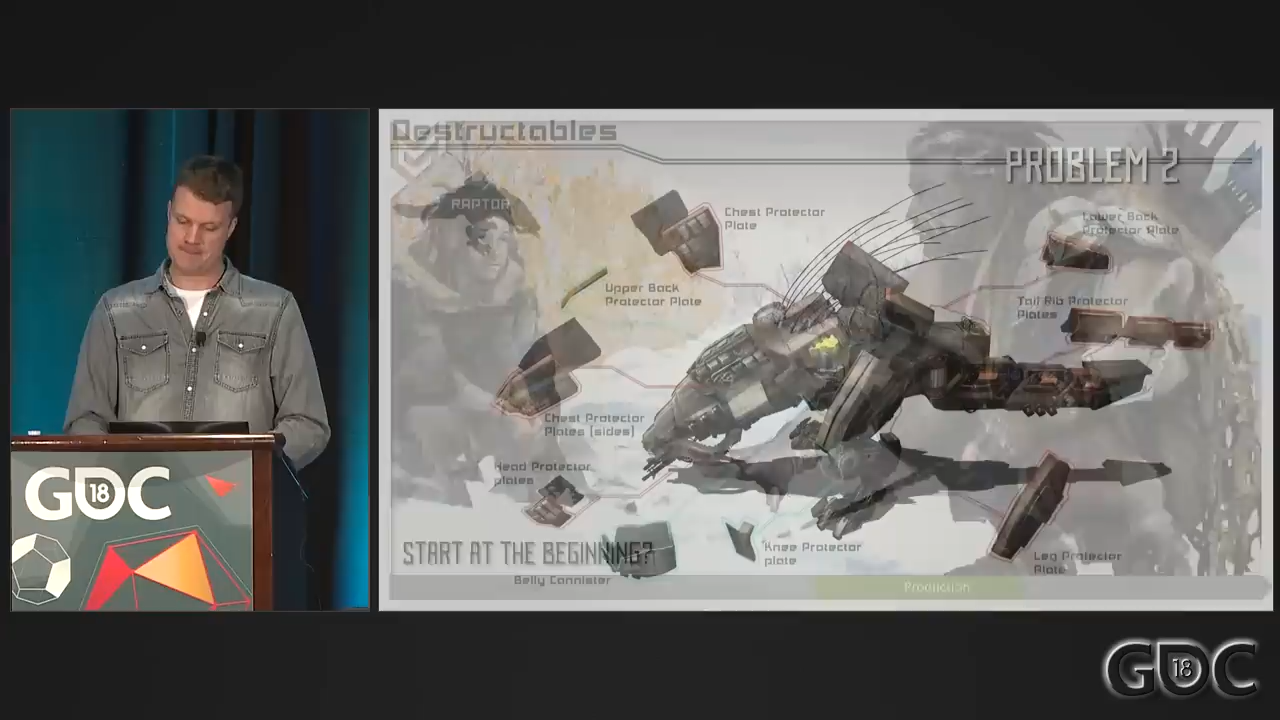 Destructables
PROBLEM 2
RAPTOR
Chest Protector
Plate
Lower Back
Protector Plate
Upper Back
Protector Plate
Tail Rib Protector
Plates
Chest Protector
Plates (sides)
Head Protector
plates
START AT THE BEGINNING?
Belly Cannister
Knee Protector
plate
Leg Protector
Plate
Production
GDC
18
GDC
18